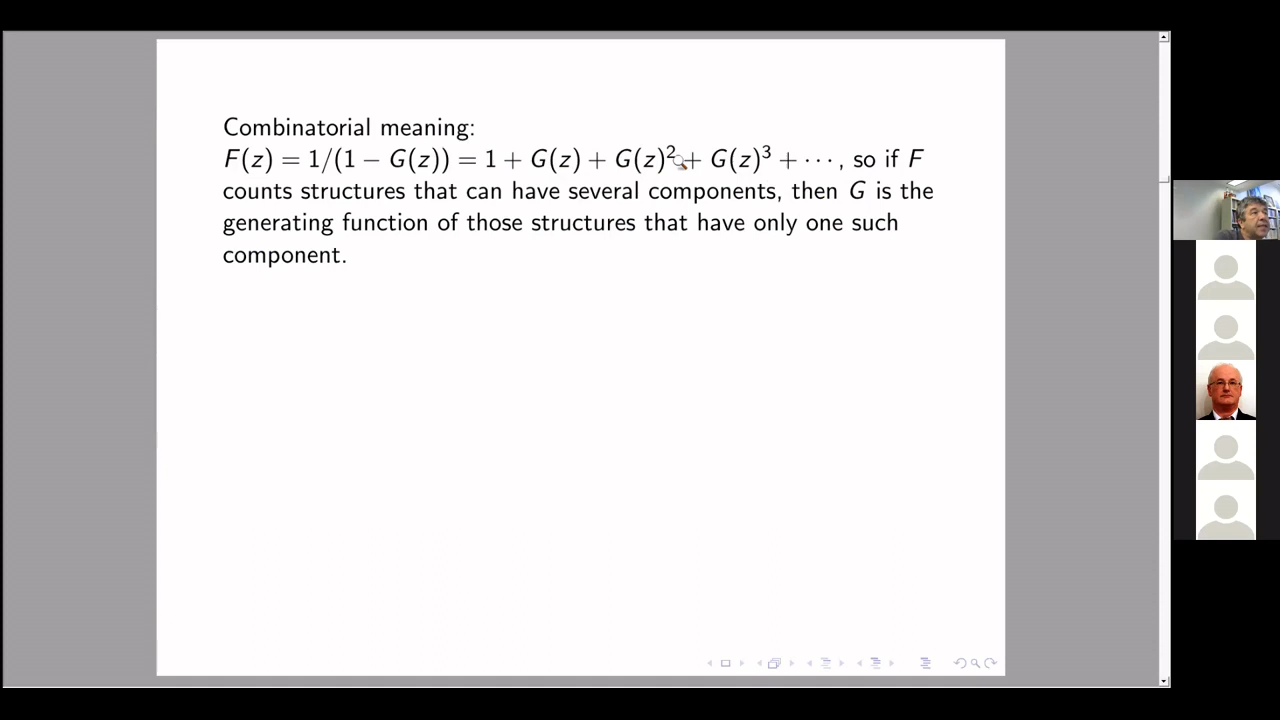 Combinatorial meaning:
F(z) = 1/(1 − G(z)) = 1 + G(z) + G(z)² + G(z)³ + ⋯ , so if F
counts structures that can have several components, then G is the
generating function of those structures that have only one such
component.